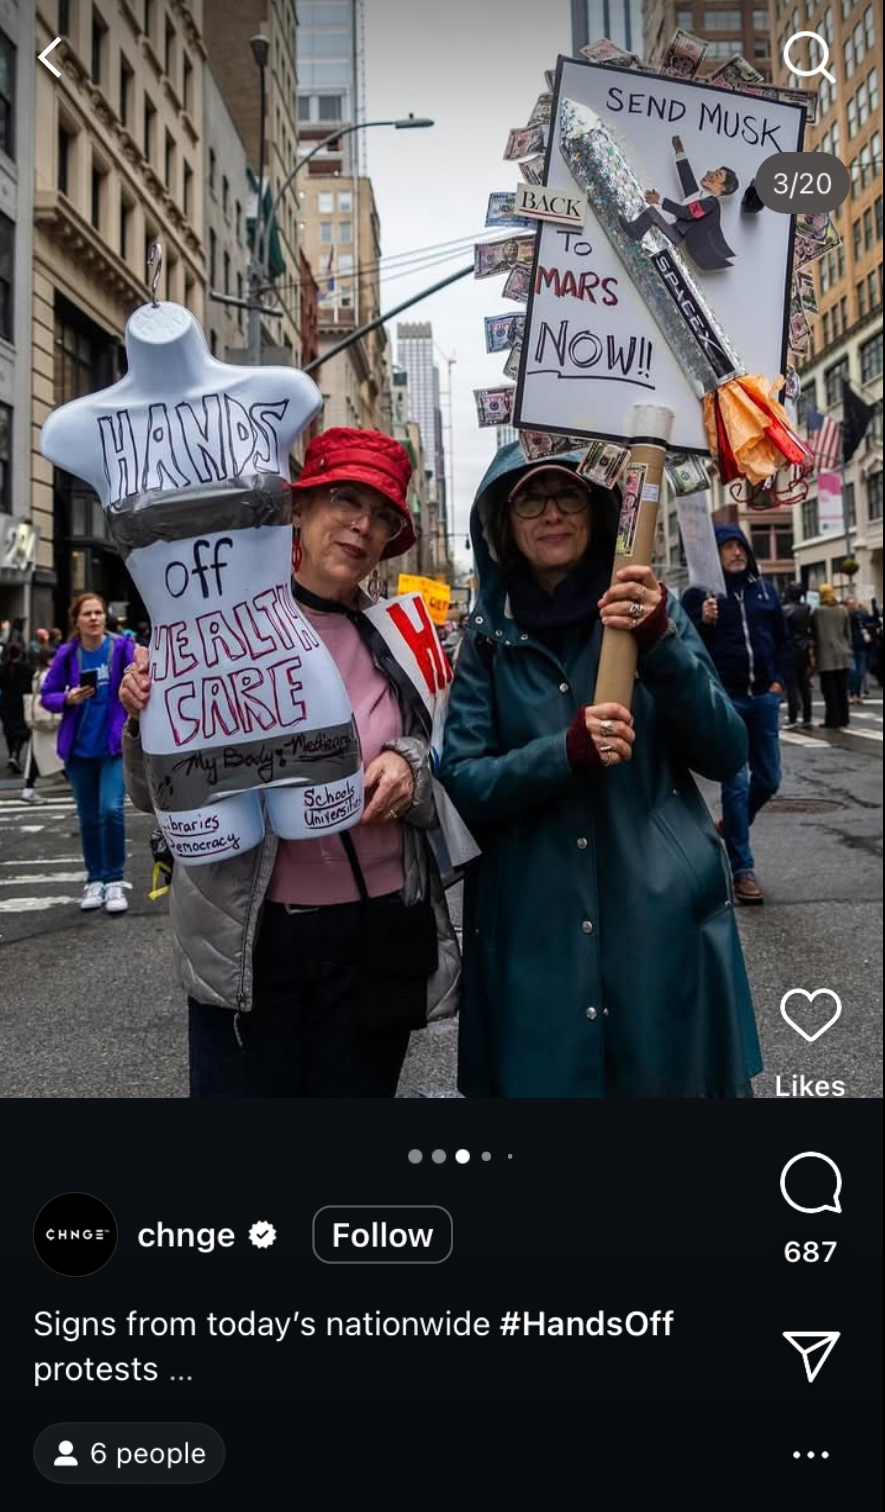 3/20
SEND MUSK
BACK
TO
MARS
NOW!!
SPACEX
HANDS
off
HEALTH
CARE
My Body
Medicare
Libraries
Democracy
Schools
Universities
H
Likes
687
CHNGE
chnge
Follow
Signs from today’s nationwide #HandsOff
protests ...
6 people